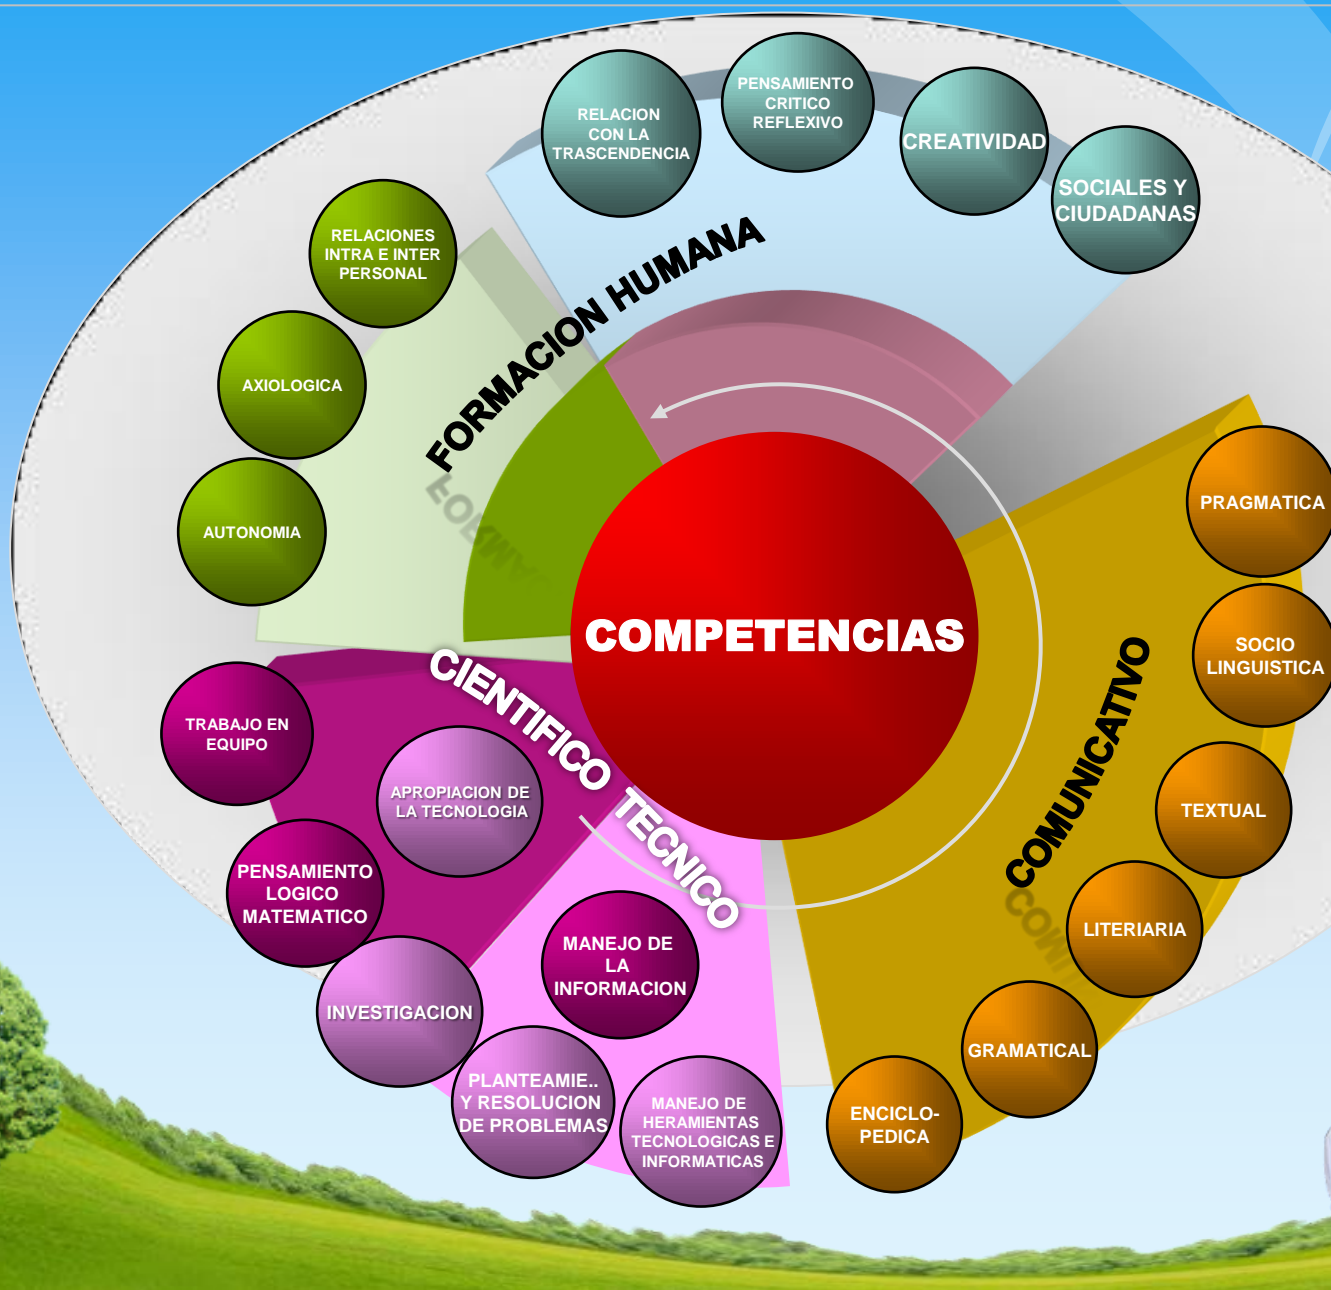 RELACION
CON LA
TRASCENDENCIA
PENSAMIENTO
CRITICO
REFLEXIVO
CREATIVIDAD
SOCIALES Y
CIUDADANAS
RELACIONES
INTRA E INTER
PERSONAL
AXIOLOGICA
AUTONOMIA
FORMACION HUMANA
COMPETENCIAS
PRAGMATICA
SOCIO
LINGUISTICA
TEXTUAL
LITERIARIA
GRAMATICAL
ENCICLO-
PEDICA
COMUNICATIVO
CIENTIFICO TECNICO
TRABAJO EN
EQUIPO
APROPIACION DE
LA TECNOLOGIA
PENSAMIENTO
LOGICO
MATEMATICO
INVESTIGACION
MANEJO DE
LA
INFORMACION
PLANTEAMIE..
Y RESOLUCION
DE PROBLEMAS
MANEJO DE
HERAMIENTAS
TECNOLOGICAS E
INFORMATICAS